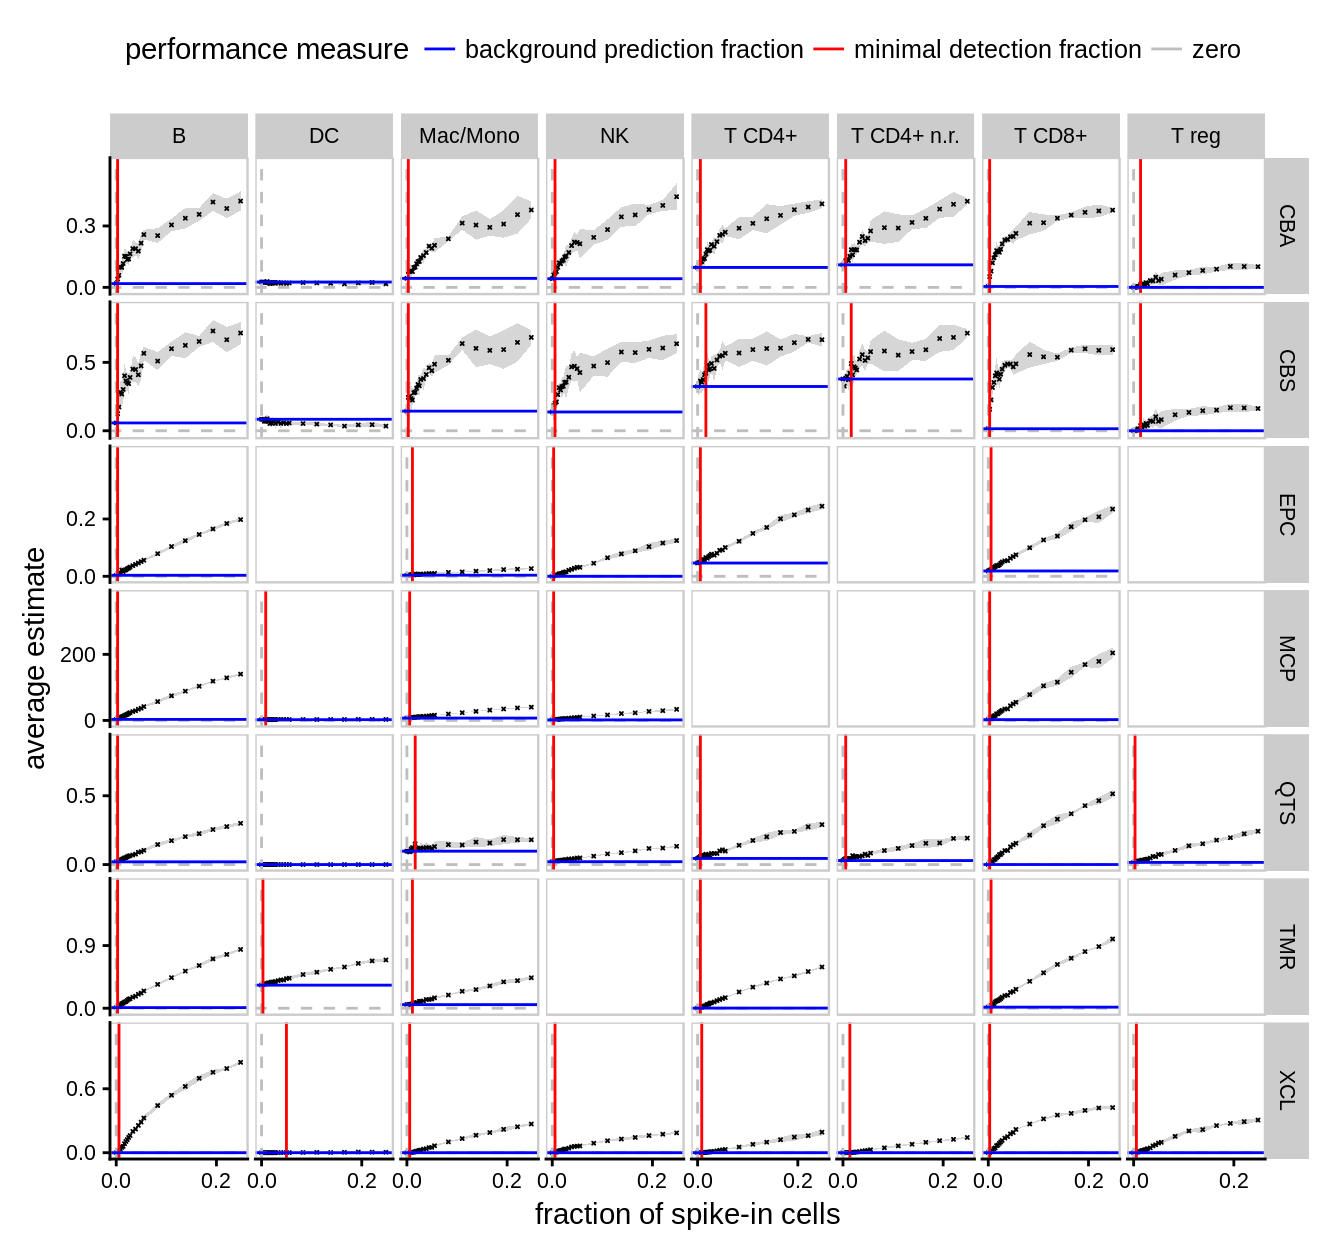 performance measure background prediction fraction minimal detection fraction zero
B DC Mac/Mono NK T CD4+ T CD4+ n.r. T CD8+ T reg
CBA
0.3
0.0
CBS
0.5
0.0
EPC
0.2
0.0
MCP
200
0
QTS
0.5
0.0
TMR
0.9
0.0
XCL
0.6
0.0
average estimate
0.0 0.2 0.0 0.2 0.0 0.2 0.0 0.2 0.0 0.2 0.0 0.2 0.0 0.2 0.0 0.2
fraction of spike-in cells